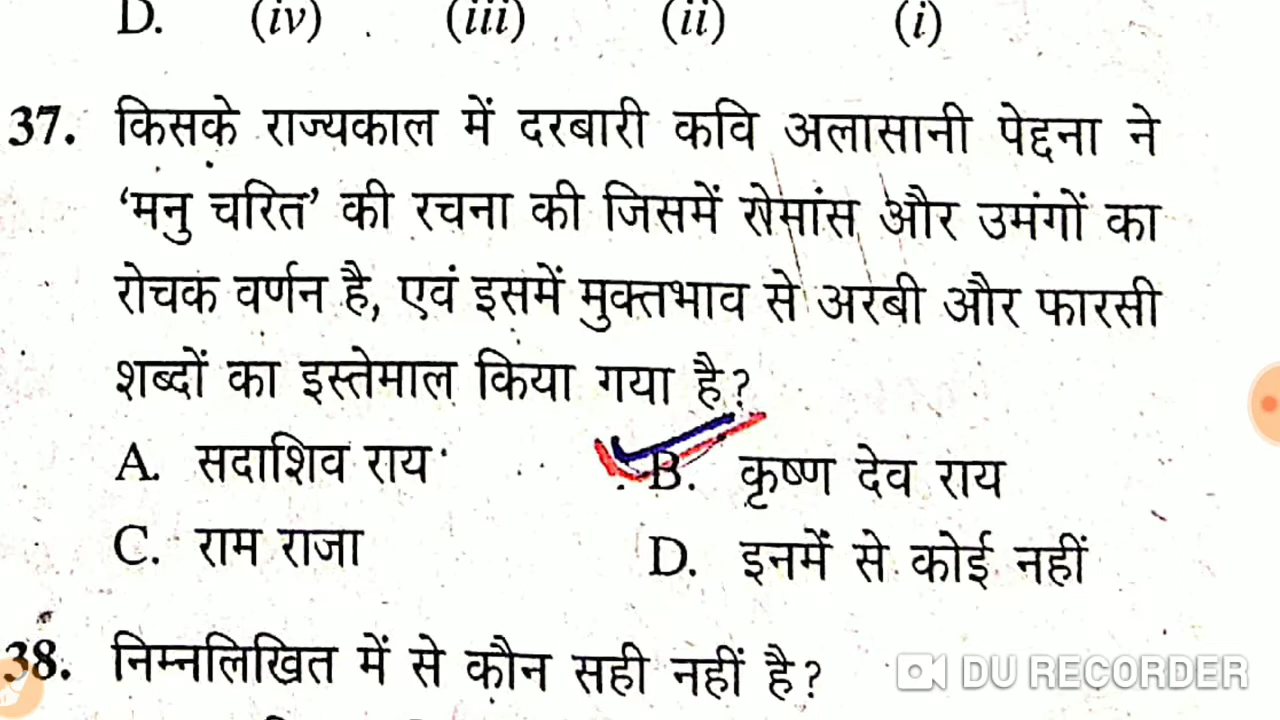 D. (iv) (iii) (ii) (i)
37. किसके राज्यकाल में दरबारी कवि अलासानी पेद्दना ने
‘मनु चरित’ की रचना की जिसमें रोमांस और उमंगों का
रोचक वर्णन है, एवं इसमें मुक्तभाव से अरबी और फारसी
शब्दों का इस्तेमाल किया गया है?
A. सदाशिव राय B. कृष्ण देव राय
C. राम राजा D. इनमें से कोई नहीं
38. निम्नलिखित में से कौन सही नहीं है?
DU RECORDER